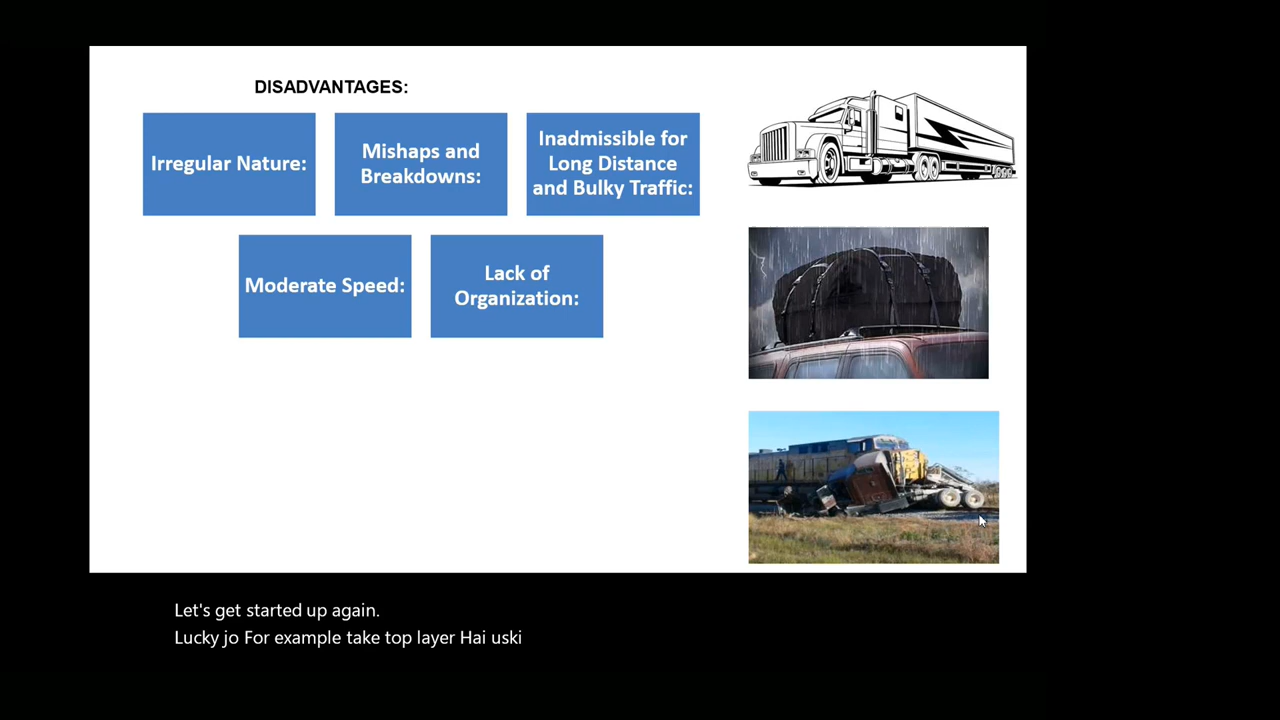 DISADVANTAGES:
Irregular Nature:
Mishaps and
Breakdowns:
Inadmissible for
Long Distance
and Bulky Traffic:
Moderate Speed:
Lack of
Organization:
Let's get started up again.
Lucky jo For example take top layer Hai uski